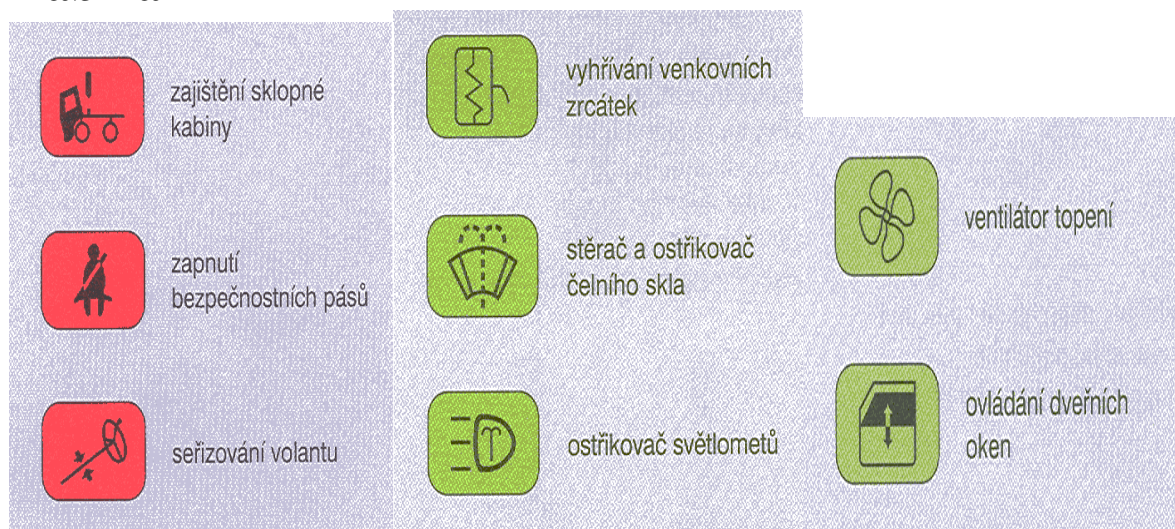 zajištění sklopné
kabiny
zapnutí
bezpečnostních pásů
seřizování volantu
vyhřívání venkovních
zrcátek
stěrač a ostřikovač
čelního skla
ostřikovač světlometů
ventilátor topení
ovládání dveřních
oken